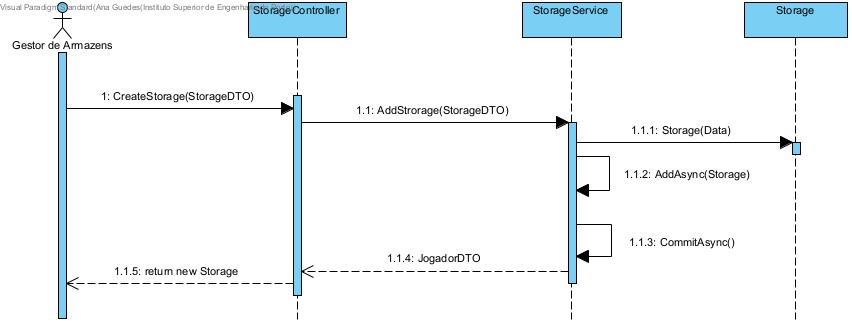 Visual Paradigm Standard(Ana Guedes(Instituto Superior de Engenharia do Porto))
StorageController
StorageService
Storage
Gestor de Armazens
1: CreateStorage(StorageDTO)
1.1: AddStrorage(StorageDTO)
1.1.1: Storage(Data)
1.1.2: AddAsync(Storage)
1.1.3: CommitAsync()
1.1.4: JogadorDTO
1.1.5: return new Storage